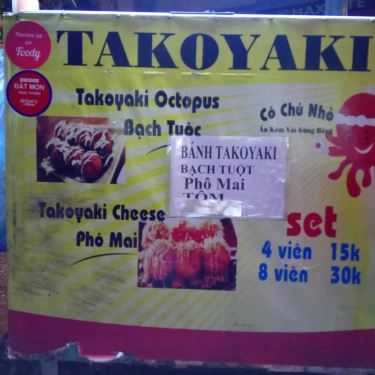 Foody
TAKOYAKI
ĐẶT MÓN
Takoyaki Octopus
Bạch Tuộc
Cô Chủ Nhỏ
BÁNH TAKOYAKI
BẠCH TUỘT
Phô Mai
TÔM
Takoyaki Cheese
Phô Mai
set
4 viên 15k
8 viên 30k